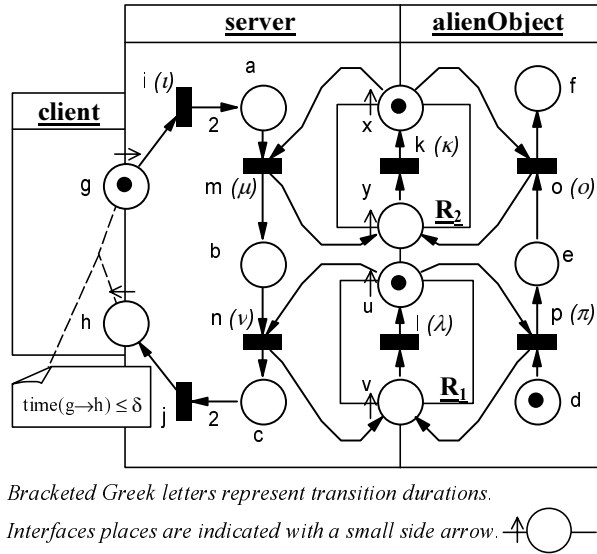 server
alienObject
client
i (ι)
a
2
x
k (κ)
f
g
m (μ)
y
R2
o (ο)
b
u
e
h
n (ν)
l (λ)
p (π)
time(g→h) ≤ δ
j
2
c
v
R1
d
Bracketed Greek letters represent transition durations.
Interfaces places are indicated with a small side arrow.